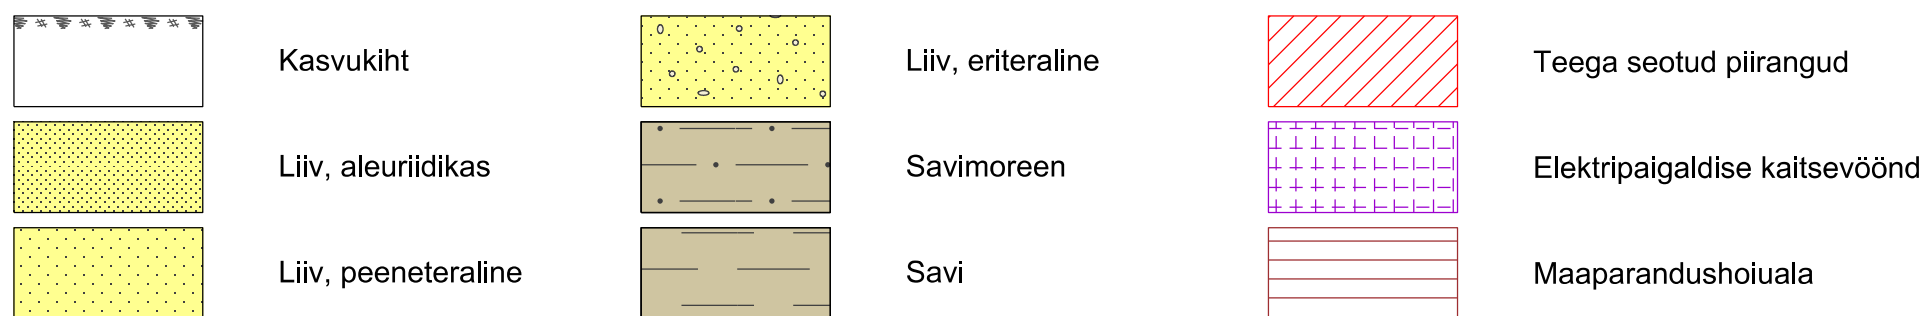 Kasvukiht
Liiv, aleuriidikas
Liiv, peeneteraline
Liiv, eriteraline
Savimoreen
Savi
Teega seotud piirangud
Elektripaigaldise kaitsevöönd
Maaparandushoiuala